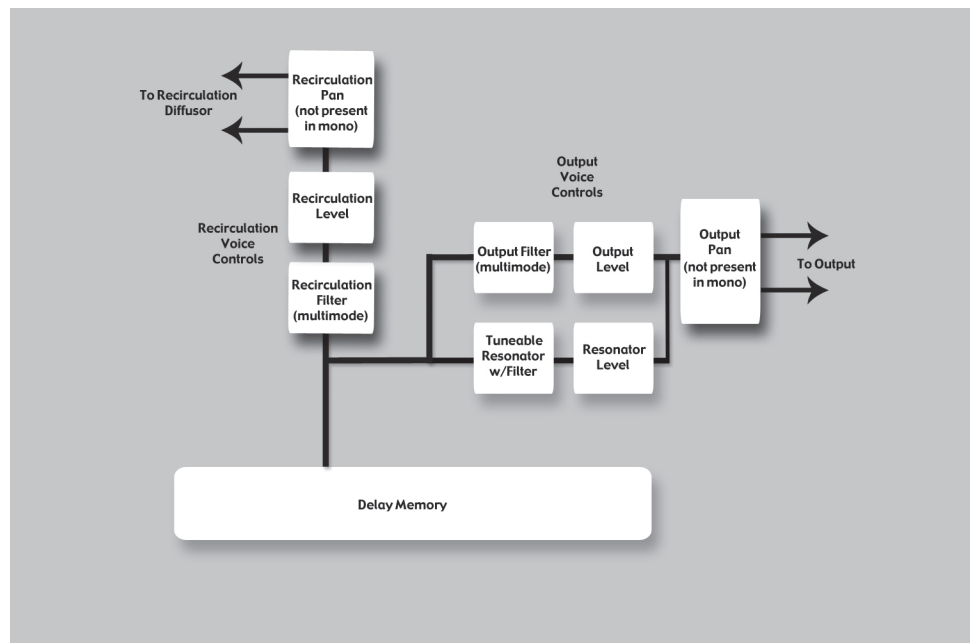 Recirculation
Pan
(not present
in mono)
To Recirculation
Diffusor
Recirculation
Level
Recirculation
Voice
Controls
Recirculation
Filter
(multimode)
Output
Voice
Controls
Output Filter
(multimode)
Output
Level
Output
Pan
(not present
in mono)
To Output
Tuneable
Resonator
w/Filter
Resonator
Level
Delay Memory